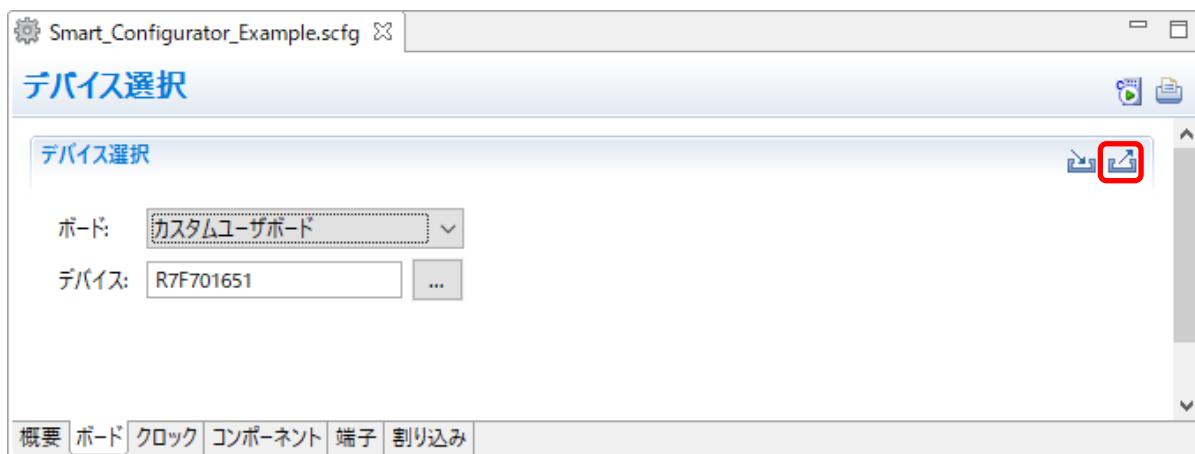 Smart_Configurator_Example.scfg
デバイス選択
デバイス選択
ボード: カスタムユーザボード
デバイス: R7F701651 ...
概要 ボード クロック コンポーネント 端子 割り込み